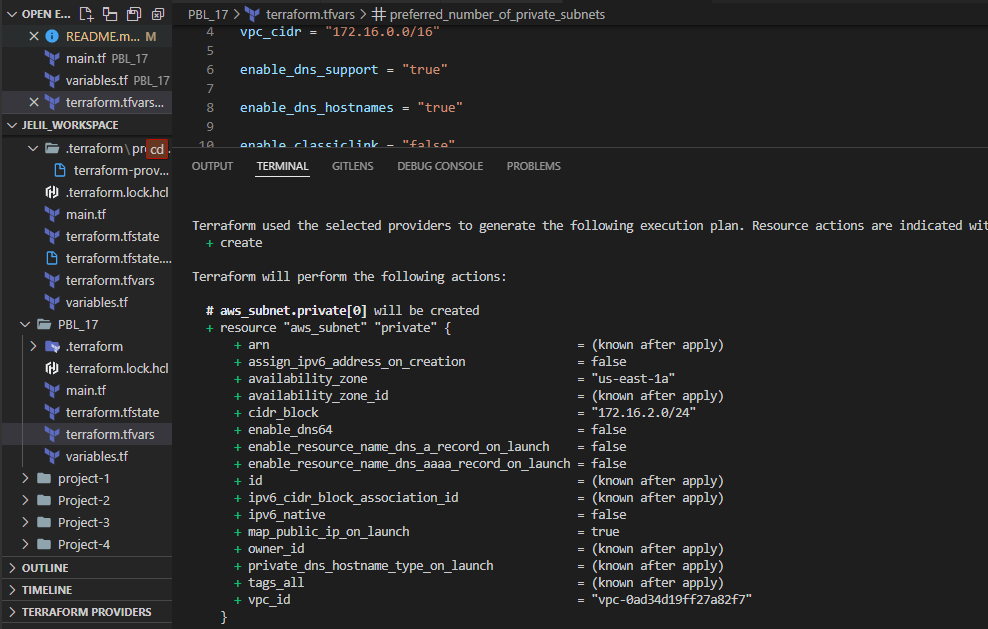 OPEN E...
README.m... M
main.tf PBL_17
variables.tf PBL_17
terraform.tfvars...
JELIL_WORKSPACE
.terraform\pr cd .
terraform-prov...
.terraform.lock.hcl
main.tf
terraform.tfstate
terraform.tfstate....
terraform.tfvars
variables.tf
PBL_17
.terraform
.terraform.lock.hcl
main.tf
terraform.tfstate
terraform.tfvars
variables.tf
project-1
Project-2
Project-3
Project-4
OUTLINE
TIMELINE
TERRAFORM PROVIDERS
PBL_17 > terraform.tfvars > # preferred_number_of_private_subnets
4 vpc_cidr = "172.16.0.0/16"
5
6 enable_dns_support = "true"
7
8 enable_dns_hostnames = "true"
9
10 enable_classiclink = "false"
OUTPUT TERMINAL GITLENS DEBUG CONSOLE PROBLEMS
Terraform used the selected providers to generate the following execution plan. Resource actions are indicated wit
+ create
Terraform will perform the following actions:
# aws_subnet.private[0] will be created
+ resource "aws_subnet" "private" {
+ arn = (known after apply)
+ assign_ipv6_address_on_creation = false
+ availability_zone = "us-east-1a"
+ availability_zone_id = (known after apply)
+ cidr_block = "172.16.2.0/24"
+ enable_dns64 = false
+ enable_resource_name_dns_a_record_on_launch = false
+ enable_resource_name_dns_aaaa_record_on_launch = false
+ id = (known after apply)
+ ipv6_cidr_block_association_id = (known after apply)
+ ipv6_native = false
+ map_public_ip_on_launch = true
+ owner_id = (known after apply)
+ private_dns_hostname_type_on_launch = (known after apply)
+ tags_all = (known after apply)
+ vpc_id = "vpc-0ad34d19ff27a82f7"
}